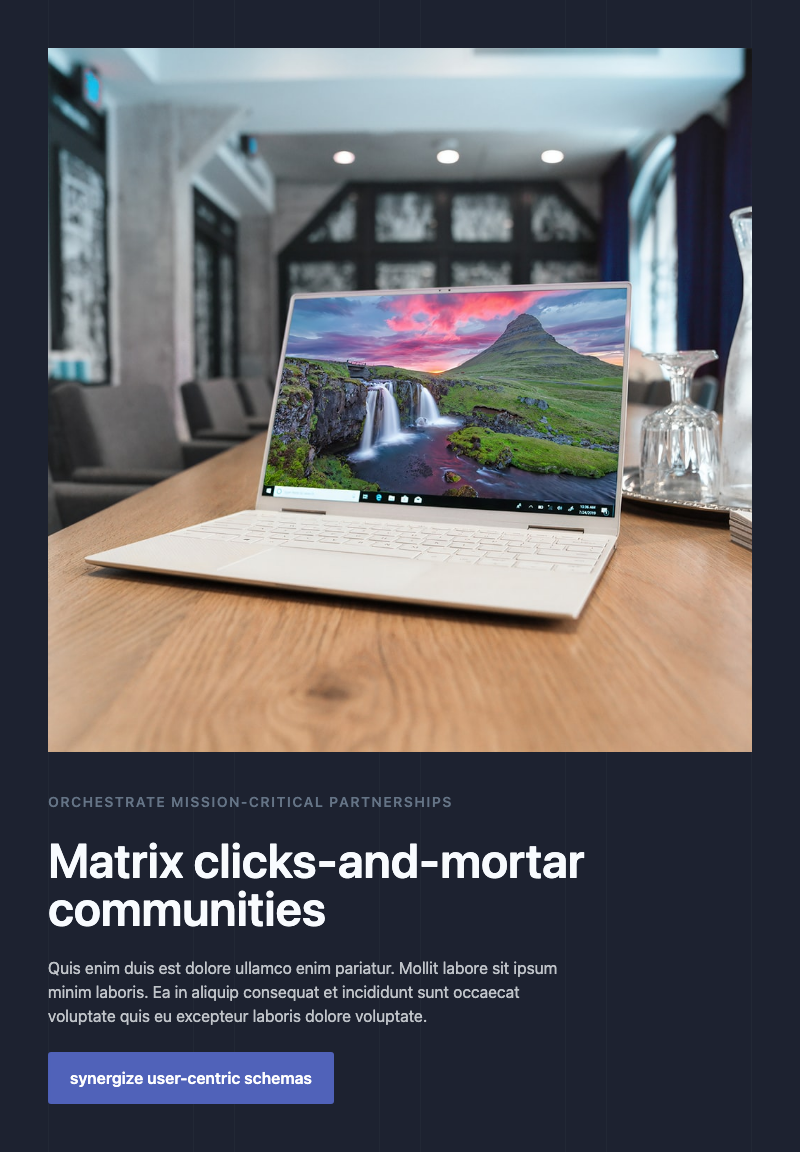 ORCHESTRATE MISSION-CRITICAL PARTNERSHIPS
Matrix clicks-and-mortar
communities
Quis enim duis est dolore ullamco enim pariatur. Mollit labore sit ipsum
minim laboris. Ea in aliquip consequat et incididunt sunt occaecat
voluptate quis eu excepteur laboris dolore voluptate.
synergize user-centric schemas